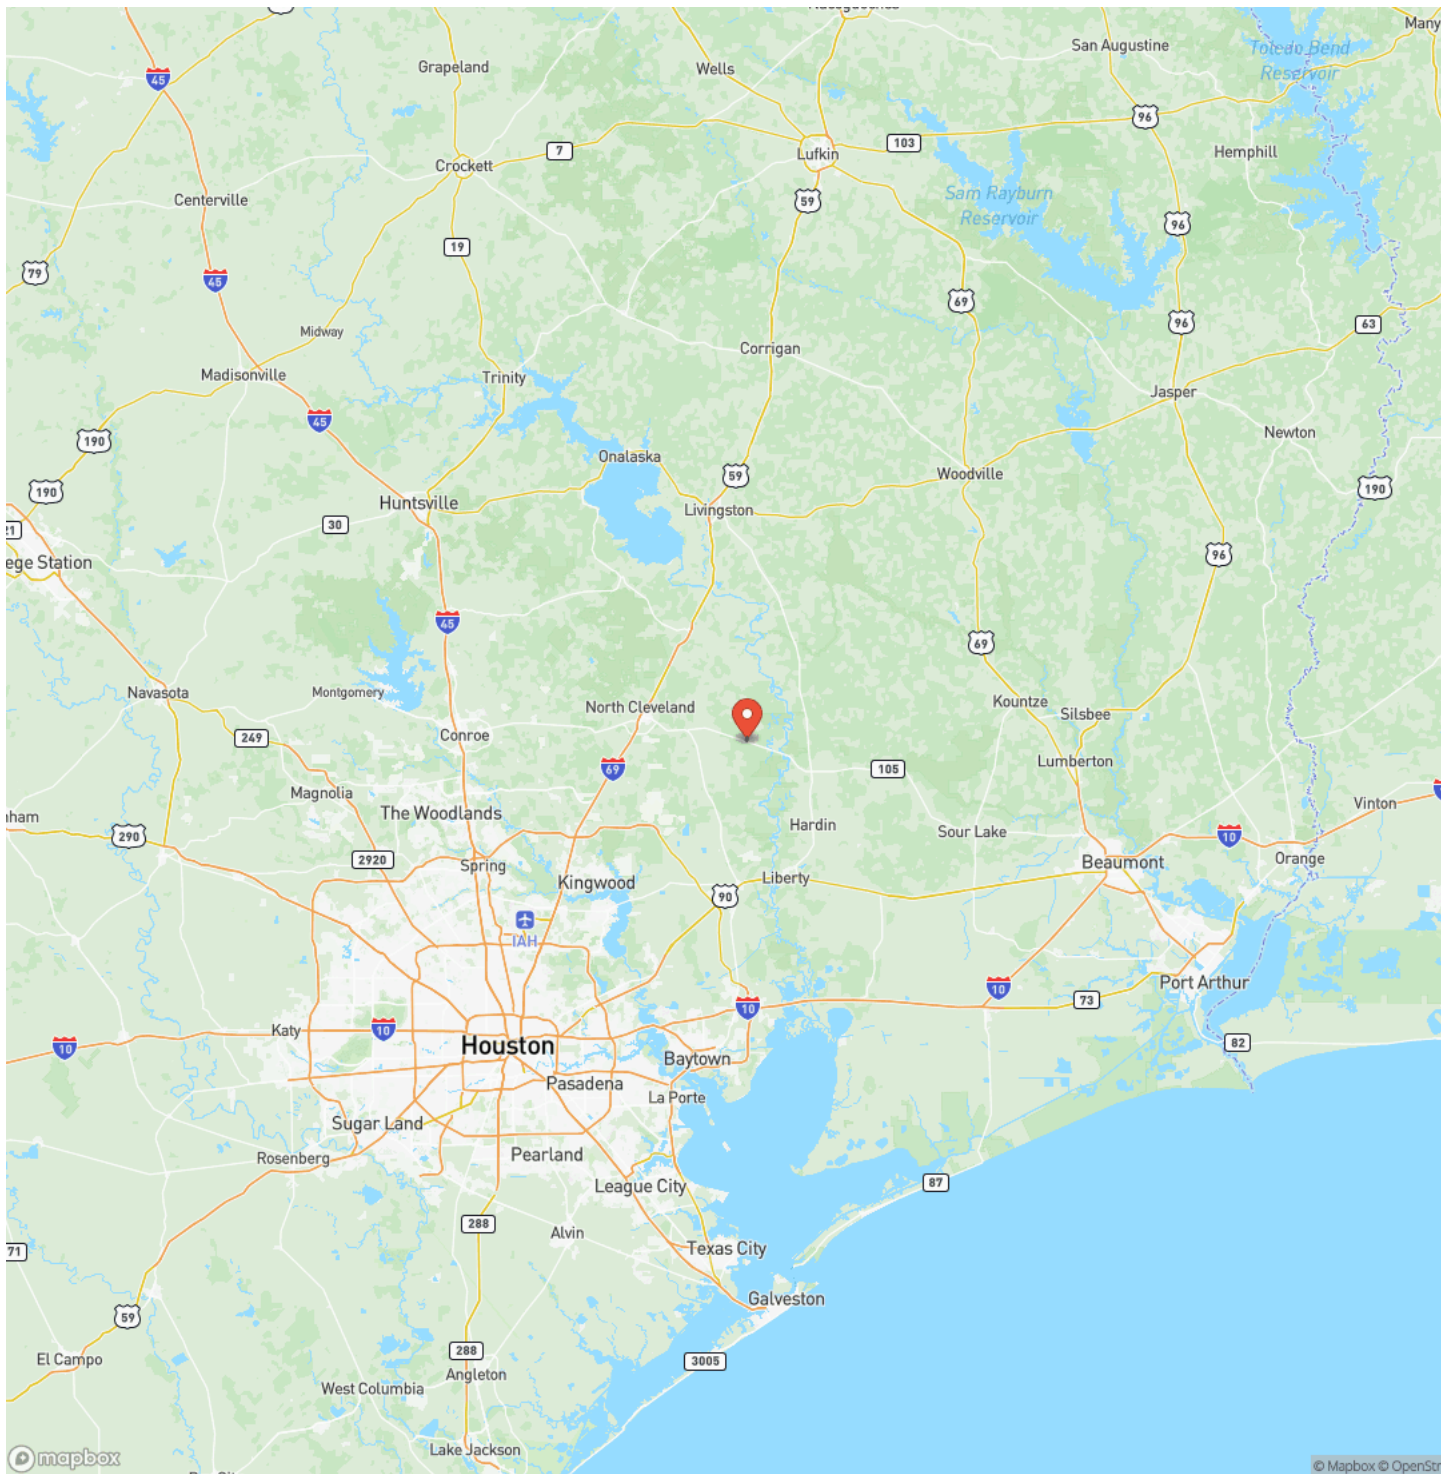 Many
San Augustine
Toledo Bend
Reservoir
45
Grapeland
Wells
96
7
103
Lufkin
Hemphill
Crockett
Centerville
59
Sam Rayburn
Reservoir
96
19
79
45
69
96
63
Midway
Corrigan
Madisonville
Trinity
Jasper
45
190
Newton
Onalaska
59
Woodville
190
190
Huntsville
Livingston
30
21
96
ege Station
45
69
Navasota
Montgomery
North Cleveland
Kountze
Silsbee
249
Conroe
69
105
Lumberton
Magnolia
The Woodlands
Vinton
nham
290
Hardin
Sour Lake
10
2920
Spring
Beaumont
Orange
Kingwood
Liberty
90
IAH
Port Arthur
10
73
10
Katy
10
10
Houston
82
Baytown
Pasadena
La Porte
Sugar Land
Pearland
Rosenberg
League City
87
288
Alvin
71
Texas City
Galveston
59
El Campo
288
3005
Angleton
West Columbia
Lake Jackson
mapbox
© Mapbox © OpenStr